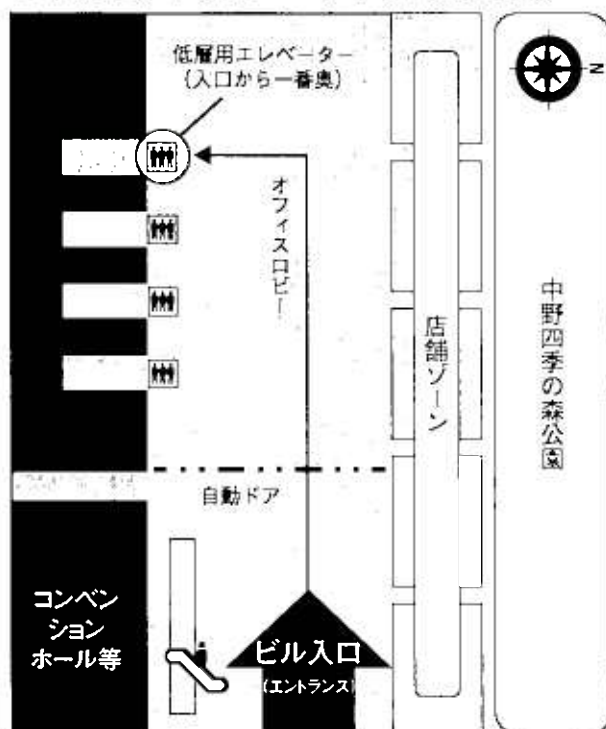 低層用エレベーター
(入口から一番奥)
N
オフィスロビー
店舗ゾーン
中野四季の森公園
自動ドア
コンベン
ション
ホール等
ビル入口
(エントランス)